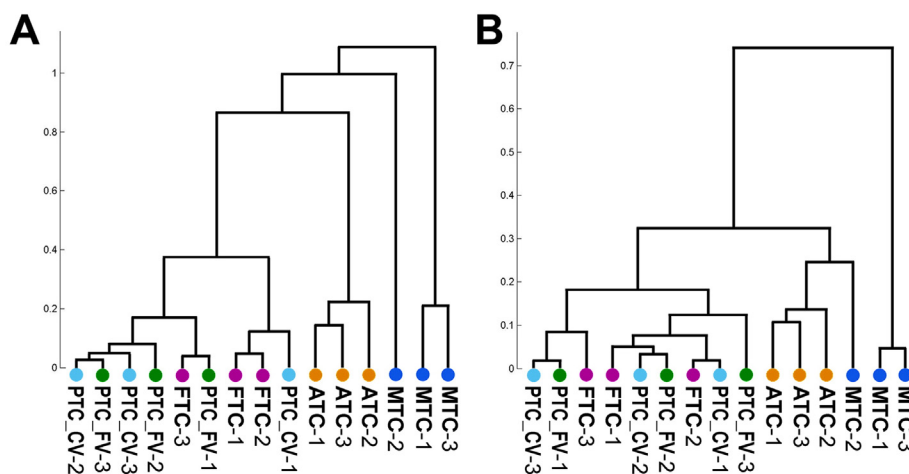 A
1
0.8
0.6
0.4
0.2
0
PTC_CV-2
PTC_FV-3
PTC_CV-3
PTC_FV-2
FTC-3
PTC_FV-1
FTC-1
FTC-2
PTC_CV-1
ATC-1
ATC-3
ATC-2
MTC-2
MTC-1
MTC-3
B
0.7
0.6
0.5
0.4
0.3
0.2
0.1
0
PTC_CV-3
PTC_FV-1
FTC-3
FTC-1
PTC_CV-2
PTC_FV-2
FTC-2
PTC_CV-1
PTC_FV-3
ATC-1
ATC-3
ATC-2
MTC-2
MTC-1
MTC-3